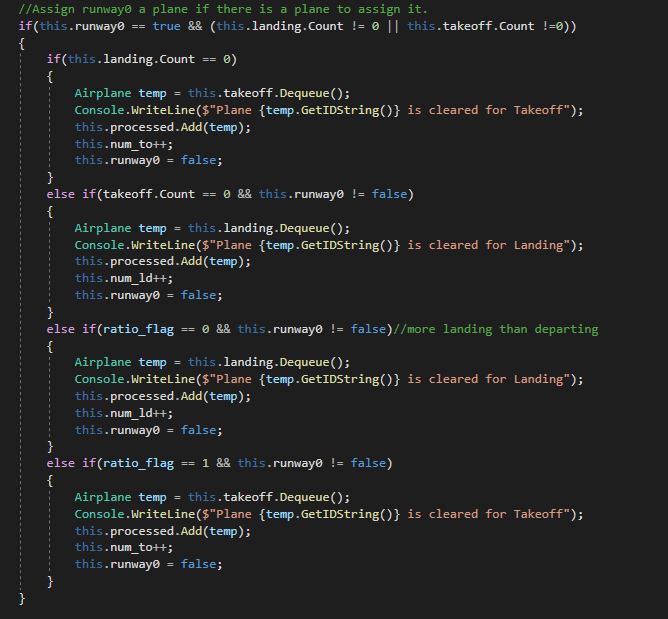 //Assign runway0 a plane if there is a plane to assign it.
if(this.runway0 == true && (this.landing.Count != 0 || this.takeoff.Count !=0))
{
    if(this.landing.Count == 0)
    {
        Airplane temp = this.takeoff.Dequeue();
        Console.WriteLine($"Plane {temp.GetIDString()} is cleared for Takeoff");
        this.processed.Add(temp);
        this.num_to++;
        this.runway0 = false;
    }
    else if(takeoff.Count == 0 && this.runway0 != false)
    {
        Airplane temp = this.landing.Dequeue();
        Console.WriteLine($"Plane {temp.GetIDString()} is cleared for Landing");
        this.processed.Add(temp);
        this.num_ld++;
        this.runway0 = false;
    }
    else if(ratio_flag == 0 && this.runway0 != false)//more landing than departing
    {
        Airplane temp = this.landing.Dequeue();
        Console.WriteLine($"Plane {temp.GetIDString()} is cleared for Landing");
        this.processed.Add(temp);
        this.num_ld++;
        this.runway0 = false;
    }
    else if(ratio_flag == 1 && this.runway0 != false)
    {
        Airplane temp = this.takeoff.Dequeue();
        Console.WriteLine($"Plane {temp.GetIDString()} is cleared for Takeoff");
        this.processed.Add(temp);
        this.num_to++;
        this.runway0 = false;
    }
}